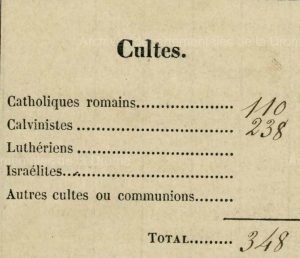 Cultes.
Catholiques romains............... 110
Calvinistes ........................ 238
Luthériens ........................
Israélites...........................
Autres cultes ou communions.......
TOTAL......... 348